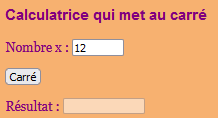 Calculatrice qui met au carré
Nombre x : 12
Carré
Résultat :